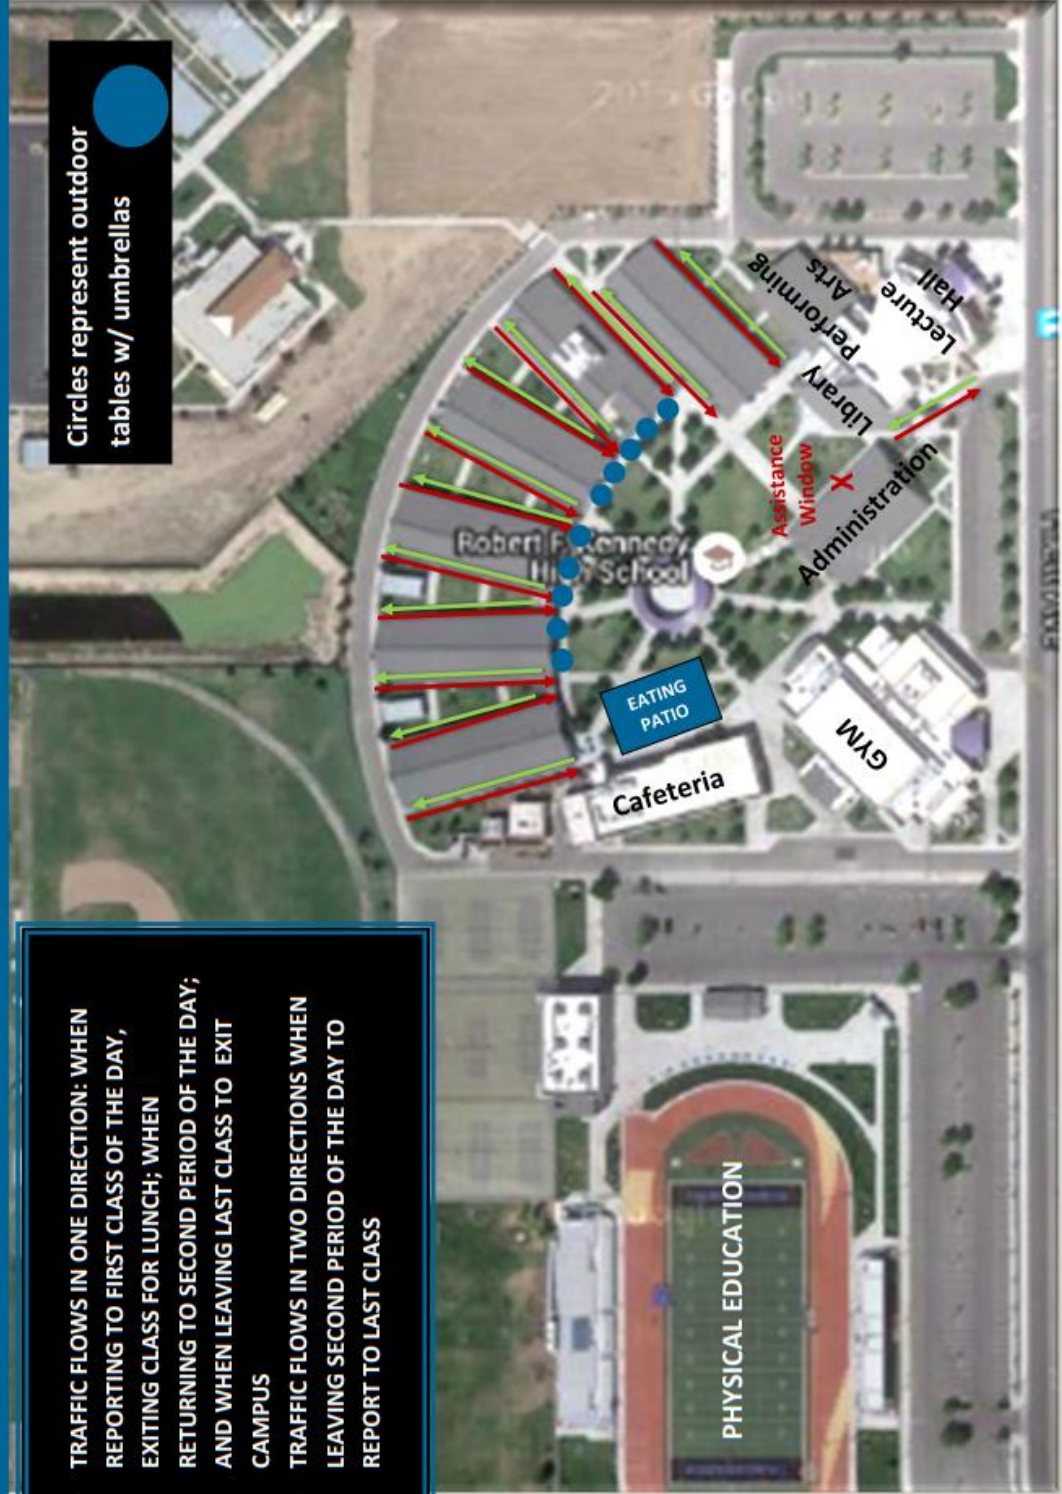 Circles represent outdoor
tables w/ umbrellas
TRAFFIC FLOWS IN ONE DIRECTION: WHEN
REPORTING TO FIRST CLASS OF THE DAY,
EXITING CLASS FOR LUNCH; WHEN
RETURNING TO SECOND PERIOD OF THE DAY;
AND WHEN LEAVING LAST CLASS TO EXIT
CAMPUS
TRAFFIC FLOWS IN TWO DIRECTIONS WHEN
LEAVING SECOND PERIOD OF THE DAY TO
REPORT TO LAST CLASS
Robert F Kennedy
High School
EATING
PATIO
Cafeteria
GYM
Assistance
Window
X
Administration
Library
Performing
Arts
Lecture
Hall
PHYSICAL EDUCATION